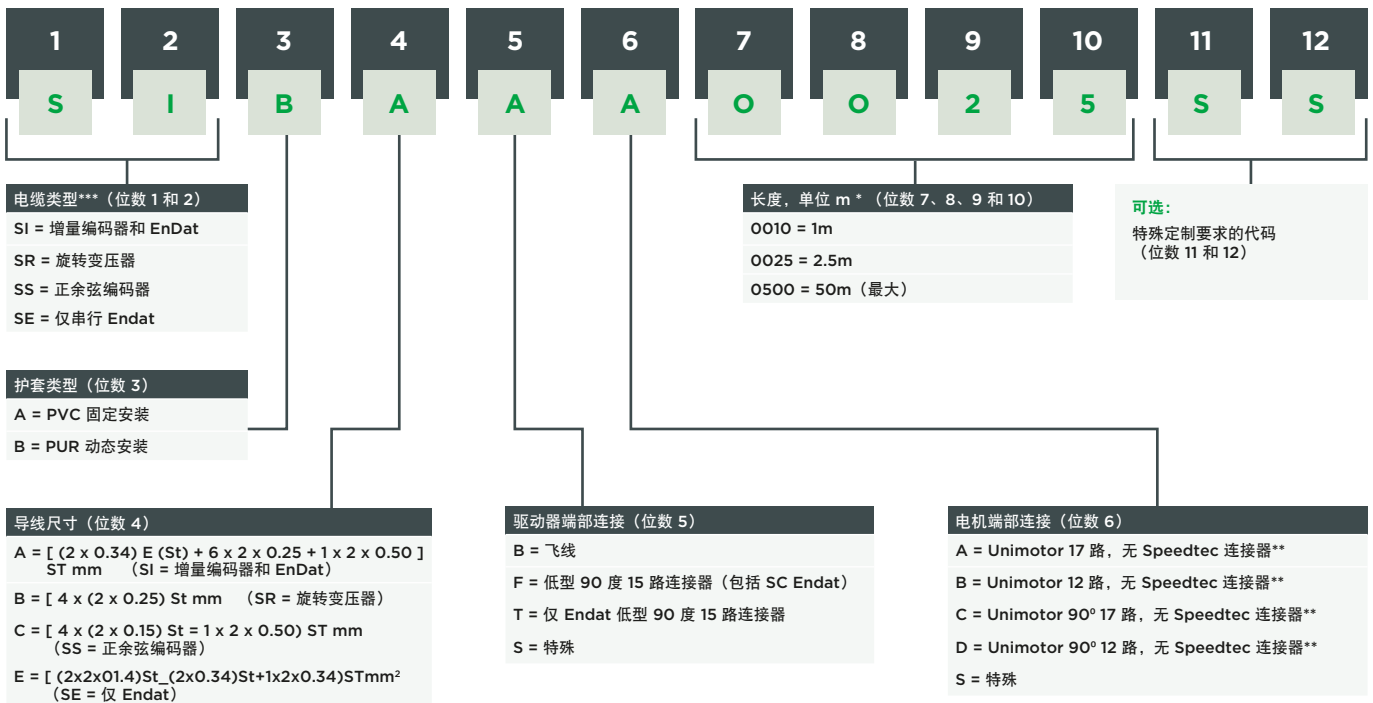 1 2 3 4 5 6 7 8 9 10 11 12
S I B A A A O O 2 5 S S
电缆类型***（位数 1 和 2）
SI = 增量编码器和 EnDat
SR = 旋转变压器
SS = 正余弦编码器
SE = 仅串行 Endat
长度，单位 m *（位数 7、8、9 和 10）
0010 = 1m
0025 = 2.5m
0500 = 50m（最大）
可选：
特殊定制要求的代码
（位数 11 和 12）
护套类型（位数 3）
A = PVC 固定安装
B = PUR 动态安装
导线尺寸（位数 4）
A = [ (2 x 0.34) E (St) + 6 x 2 x 0.25 + 1 x 2 x 0.50 ]
ST mm （SI = 增量编码器和 EnDat）
B = [ 4 x (2 x 0.25) St mm （SR = 旋转变压器）
C = [ 4 x (2 x 0.15) St = 1 x 2 x 0.50) ST mm
（SS = 正余弦编码器）
E = [ (2x2x01.4)St_(2x0.34)St+1x2x0.34)STmm²
（SE = 仅 Endat）
驱动器端部连接（位数 5）
B = 飞线
F = 低型 90 度 15 路连接器（包括 SC Endat）
T = 仅 Endat 低型 90 度 15 路连接器
S = 特殊
电机端部连接（位数 6）
A = Unimotor 17 路，无 Speedtec 连接器**
B = Unimotor 12 路，无 Speedtec 连接器**
C = Unimotor 90º 17 路，无 Speedtec 连接器**
D = Unimotor 90º 12 路，无 Speedtec 连接器**
S = 特殊